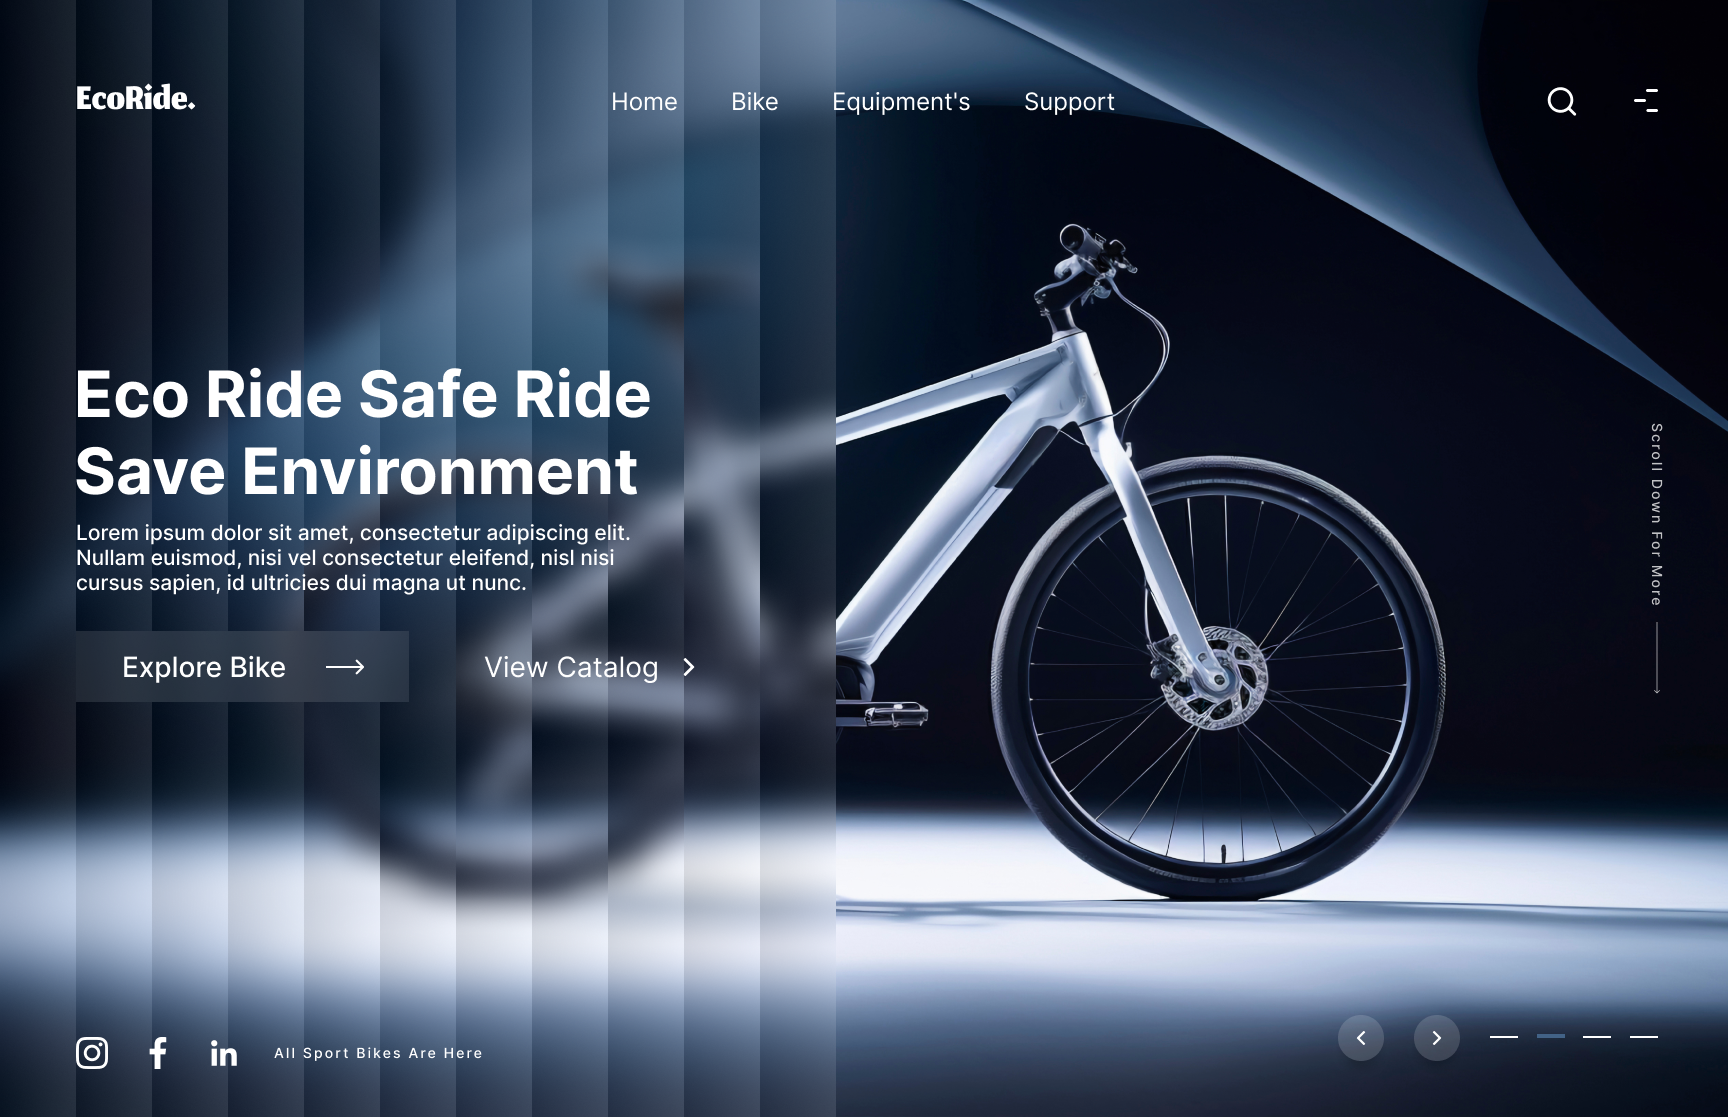 EcoRide.
Home
Bike
Equipment's
Support
Eco Ride Safe Ride
Save Environment
Lorem ipsum dolor sit amet, consectetur adipiscing elit.
Nullam euismod, nisi vel consectetur eleifend, nisl nisi
cursus sapien, id ultricies dui magna ut nunc.
Explore Bike
View Catalog
Scroll Down For More
All Sport Bikes Are Here